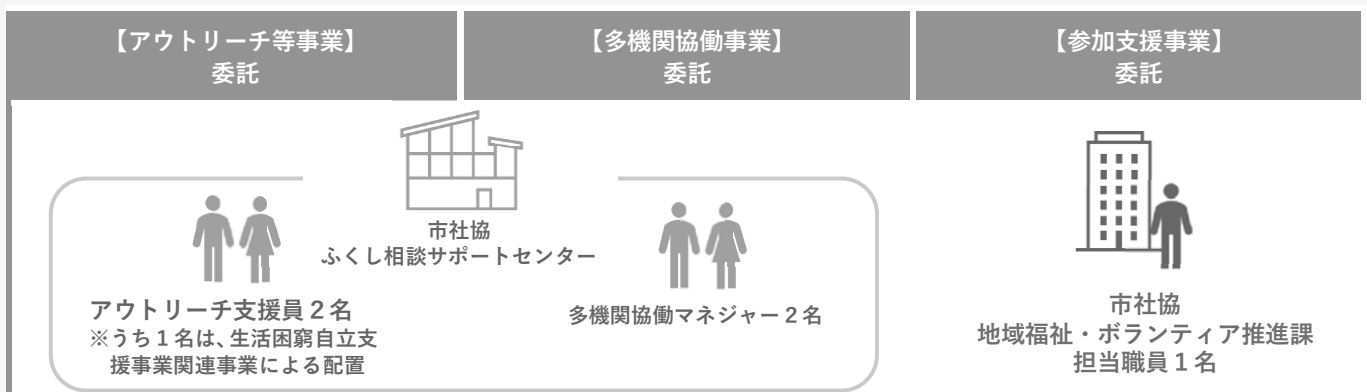 【アウトリーチ等事業】
委託
【多機関協働事業】
委託
【参加支援事業】
委託
市社協
ふくし相談サポートセンター
アウトリーチ支援員２名
※うち１名は、生活困窮自立支
援事業関連事業による配置
多機関協働マネジャー２名
市社協
地域福祉・ボランティア推進課
担当職員１名